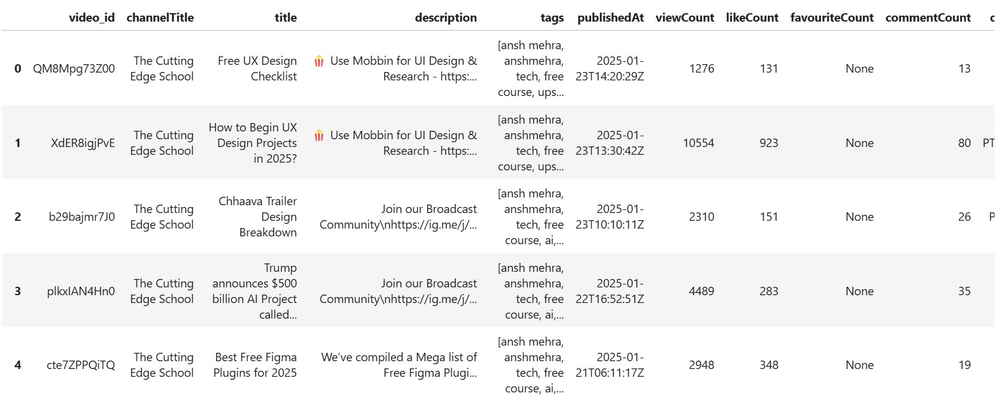 video_id channelTitle title description tags publishedAt viewCount likeCount favouriteCount commentCount
0 QM8Mpg73Z00 The Cutting Edge School Free UX Design Checklist 🍿 Use Mobbin for UI Design & Research - https:... [ansh mehra, anshmehra, tech, free course, ups... 2025-01-23T14:20:29Z 1276 131 None 13
1 XdER8igjPvE The Cutting Edge School How to Begin UX Design Projects in 2025? 🍿 Use Mobbin for UI Design & Research - https:... [ansh mehra, anshmehra, tech, free course, ups... 2025-01-23T13:30:42Z 10554 923 None 80 PT
2 b29bajmr7J0 The Cutting Edge School Chhaava Trailer Design Breakdown Join our Broadcast Community\nhttps://ig.me/j/... [ansh mehra, anshmehra, tech, free course, ai,... 2025-01-23T10:10:11Z 2310 151 None 26 P
3 plkxIAN4Hn0 The Cutting Edge School Trump announces $500 billion AI Project called... Join our Broadcast Community\nhttps://ig.me/j/... [ansh mehra, anshmehra, tech, free course, ai,... 2025-01-22T16:52:51Z 4489 283 None 35
4 cte7ZPPQiTQ The Cutting Edge School Best Free Figma Plugins for 2025 We’ve compiled a Mega list of Free Figma Plugi... [ansh mehra, anshmehra, tech, free course, ai,... 2025-01-21T06:11:17Z 2948 348 None 19